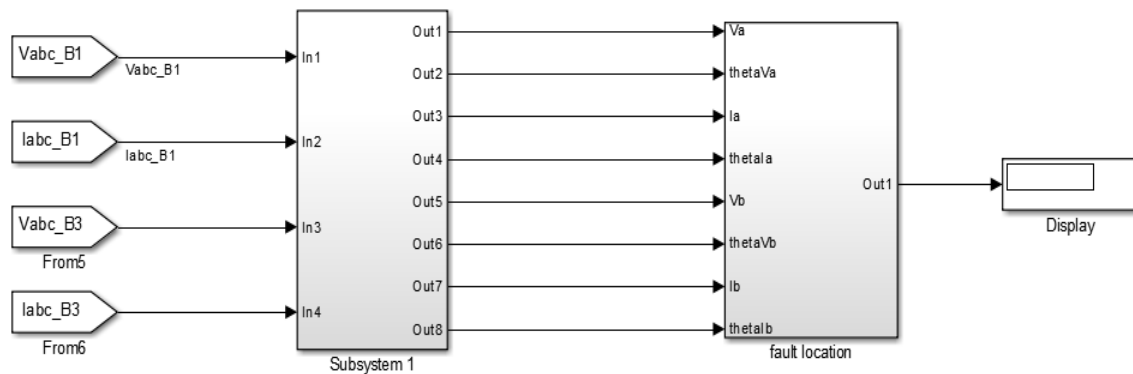 Vabc_B1
Vabc_B1
Iabc_B1
Iabc_B1
Vabc_B3
From5
Iabc_B3
From6
In1
In2
In3
In4
Out1
Out2
Out3
Out4
Out5
Out6
Out7
Out8
Subsystem 1
Va
thetaVa
Ia
thetaIa
Vb
thetaVb
Ib
thetaIb
Out1
fault location
Display